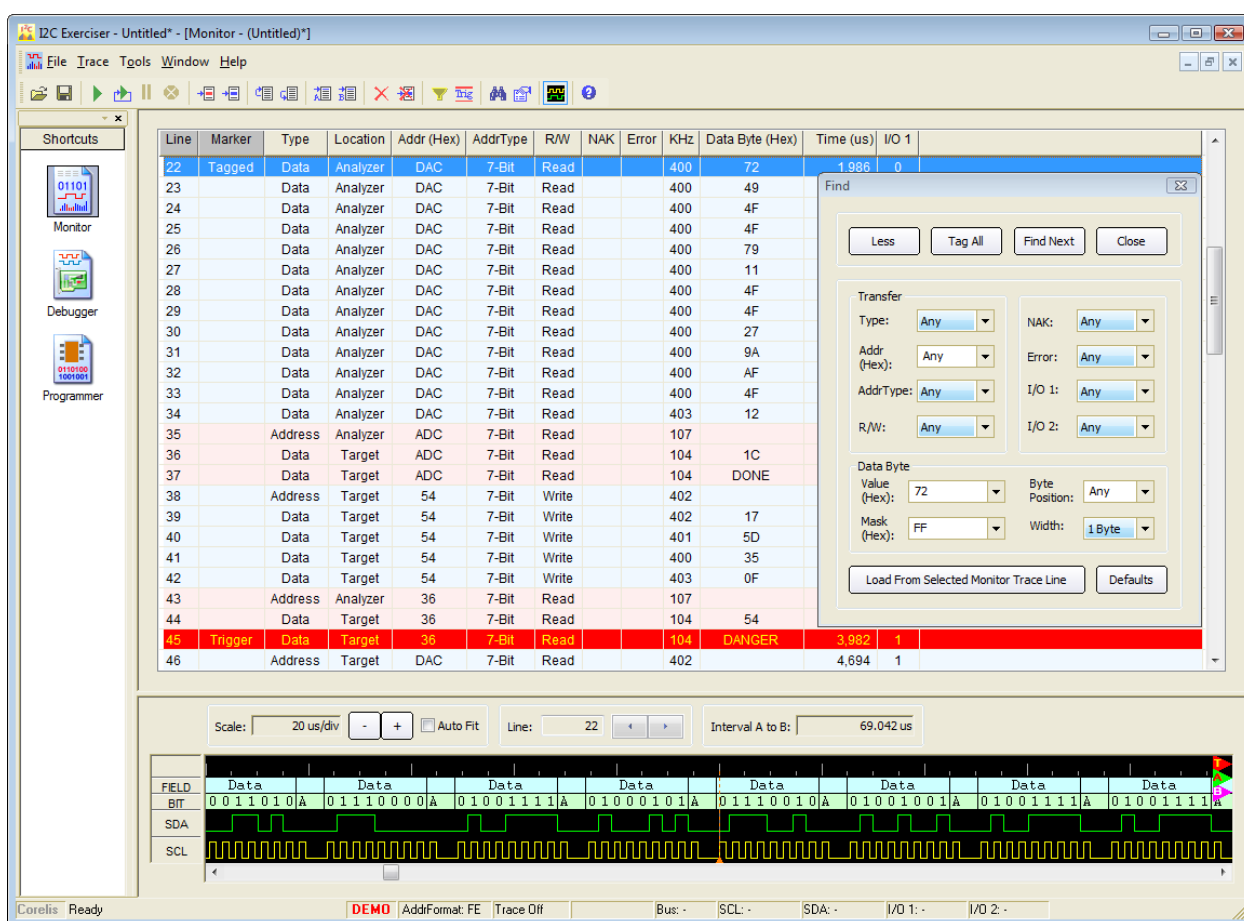 I2C Exerciser - Untitled* - [Monitor - (Untitled)*]
File Trace Tools Window Help
Shortcuts
Monitor
Debugger
Programmer
Line Marker Type Location Addr (Hex) AddrType R/W NAK Error KHz Data Byte (Hex) Time (us) I/O 1
22 Tagged Data Analyzer DAC 7-Bit Read 400 72 1.986 0
23 Data Analyzer DAC 7-Bit Read 400 49
24 Data Analyzer DAC 7-Bit Read 400 4F
25 Data Analyzer DAC 7-Bit Read 400 4F
26 Data Analyzer DAC 7-Bit Read 400 79
27 Data Analyzer DAC 7-Bit Read 400 11
28 Data Analyzer DAC 7-Bit Read 400 4F
29 Data Analyzer DAC 7-Bit Read 400 4F
30 Data Analyzer DAC 7-Bit Read 400 27
31 Data Analyzer DAC 7-Bit Read 400 9A
32 Data Analyzer DAC 7-Bit Read 400 AF
33 Data Analyzer DAC 7-Bit Read 400 4F
34 Data Analyzer DAC 7-Bit Read 403 12
35 Address Analyzer ADC 7-Bit Read 107
36 Data Target ADC 7-Bit Read 104 1C
37 Data Target ADC 7-Bit Read 104 DONE
38 Address Target 54 7-Bit Write 402
39 Data Target 54 7-Bit Write 402 17
40 Data Target 54 7-Bit Write 401 5D
41 Data Target 54 7-Bit Write 400 35
42 Data Target 54 7-Bit Write 403 0F
43 Address Analyzer 36 7-Bit Read 107
44 Data Target 36 7-Bit Read 104 54
45 Trigger Data Target 36 7-Bit Read 104 DANGER 3,982 1
46 Address Target DAC 7-Bit Read 402 4,694 1
Find
Less Tag All Find Next Close
Transfer
Type: Any NAK: Any
Addr (Hex): Any Error: Any
AddrType: Any I/O 1: Any
R/W: Any I/O 2: Any
Data Byte
Value (Hex): 72 Byte Position: Any
Mask (Hex): FF Width: 1 Byte
Load From Selected Monitor Trace Line Defaults
Scale: 20 us/div - + Auto Fit Line: 22 Interval A to B: 69.042 us
T
A
B
FIELD Data Data Data Data Data Data Data Data
BIT 0011010A 01110000A 01001111A 01000101A 01110010A 01001001A 01001111A 01001111A
SDA
SCL
Corelis Ready DEMO AddrFormat: FE Trace Off Bus: - SCL: - SDA: - I/O 1: - I/O 2: -